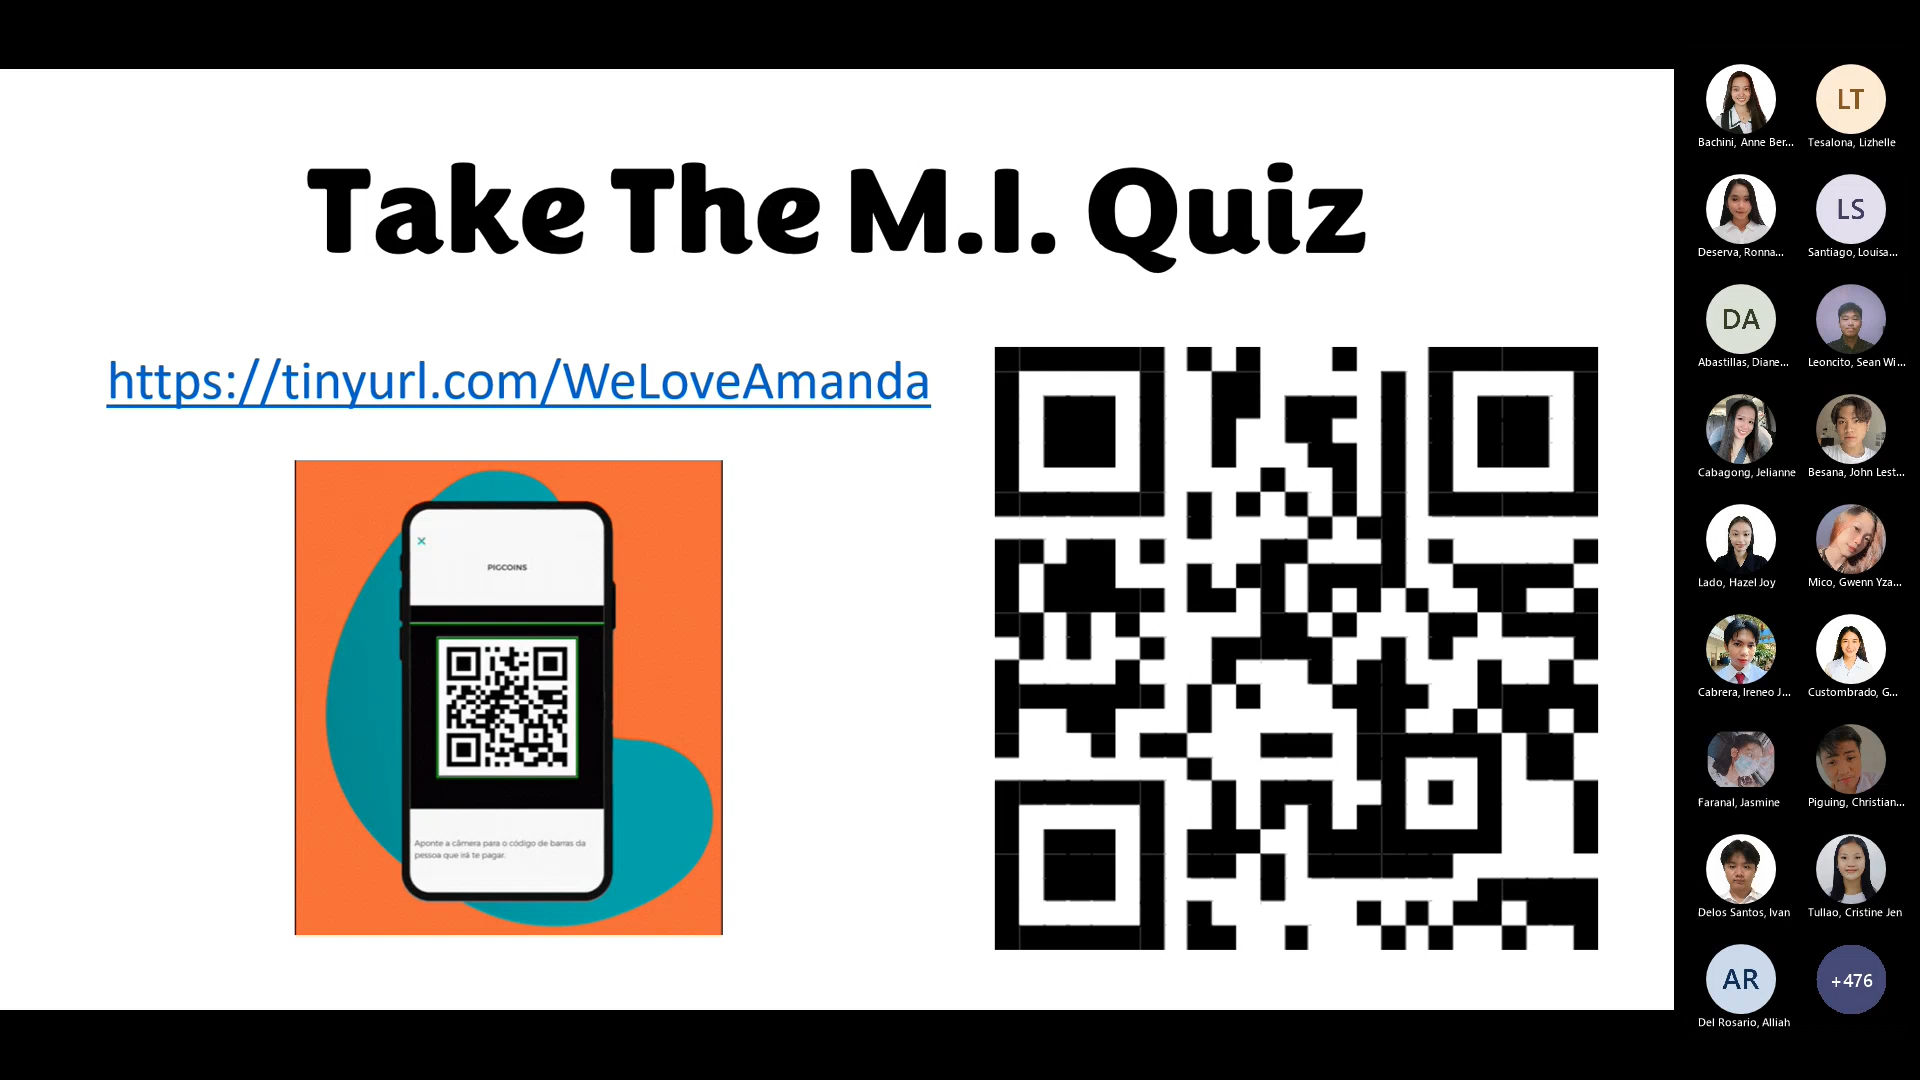 Take The M.I. Quiz
https://tinyurl.com/WeLoveAmanda
×
PIGCOINS
Aponte a câmera para o código de barras da
pessoa que irá te pagar.
Bachini, Anne Ber...
LT
Tesalona, Lizhelle
Deserva, Ronna...
LS
Santiago, Louisa...
DA
Abastillas, Diane...
Leoncito, Sean Wi...
Cabagong, Jelianne
Besana, John Lest...
Lado, Hazel Joy
Mico, Gwenn Yza...
Cabrera, Ireneo J...
Custombrado, G...
Faranal, Jasmine
Piguing, Christian...
Delos Santos, Ivan
Tullao, Cristine Jen
AR
Del Rosario, Alliah
+476